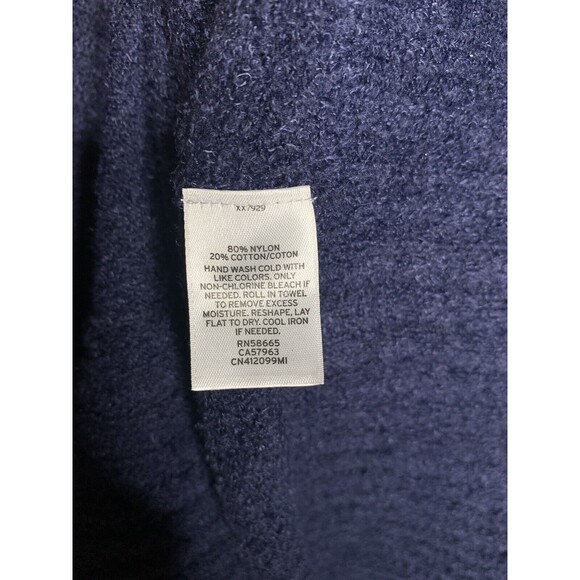 XX7929
80% NYLON
20% COTTON/COTON
HAND WASH COLD WITH
LIKE COLORS. ONLY
NON-CHLORINE BLEACH IF
NEEDED. ROLL IN TOWEL
TO REMOVE EXCESS
MOISTURE. RESHAPE, LAY
FLAT TO DRY. COOL IRON
IF NEEDED.
RN58665
CA57963
CN412099MI